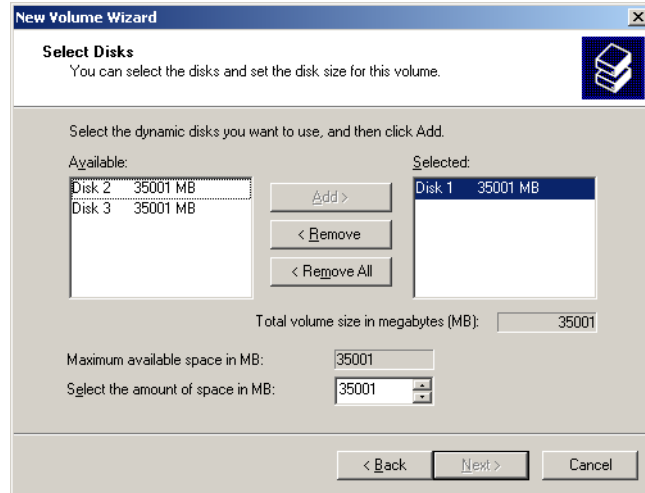 New Volume Wizard
Select Disks
You can select the disks and set the disk size for this volume.
Select the dynamic disks you want to use, and then click Add.
Available:
Disk 2 35001 MB
Disk 3 35001 MB
Add >
< Remove
< Remove All
Selected:
Disk 1 35001 MB
Total volume size in megabytes (MB): 35001
Maximum available space in MB: 35001
Select the amount of space in MB: 35001
< Back Next > Cancel